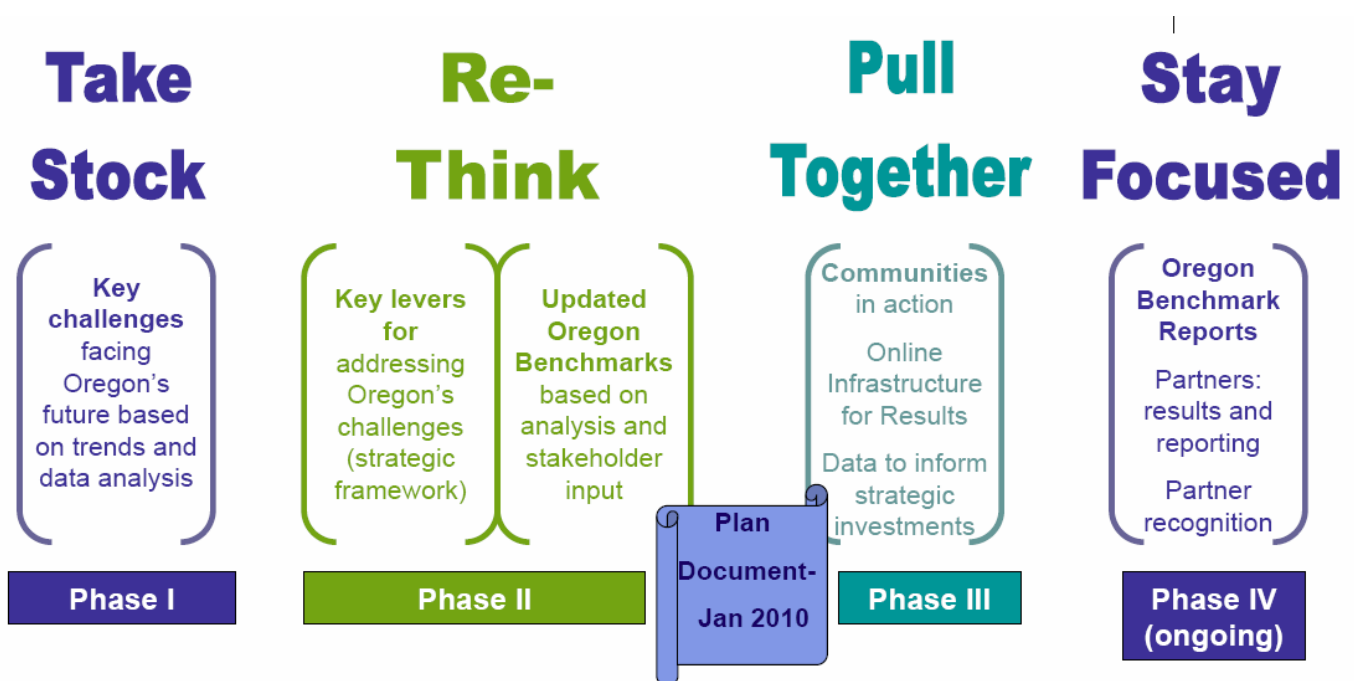 Take
Stock
Key
challenges
facing
Oregon's
future based
on trends and
data analysis
Phase I
Re-
Think
Key levers
for
addressing
Oregon's
challenges
(strategic
framework)
Updated
Oregon
Benchmarks
based on
analysis and
stakeholder
input
Phase II
Plan
Document-
Jan 2010
Pull
Together
Communities
in action
Online
Infrastructure
for Results
Data to inform
strategic
investments
Phase III
Stay
Focused
Oregon
Benchmark
Reports
Partners:
results and
reporting
Partner
recognition
Phase IV
(ongoing)